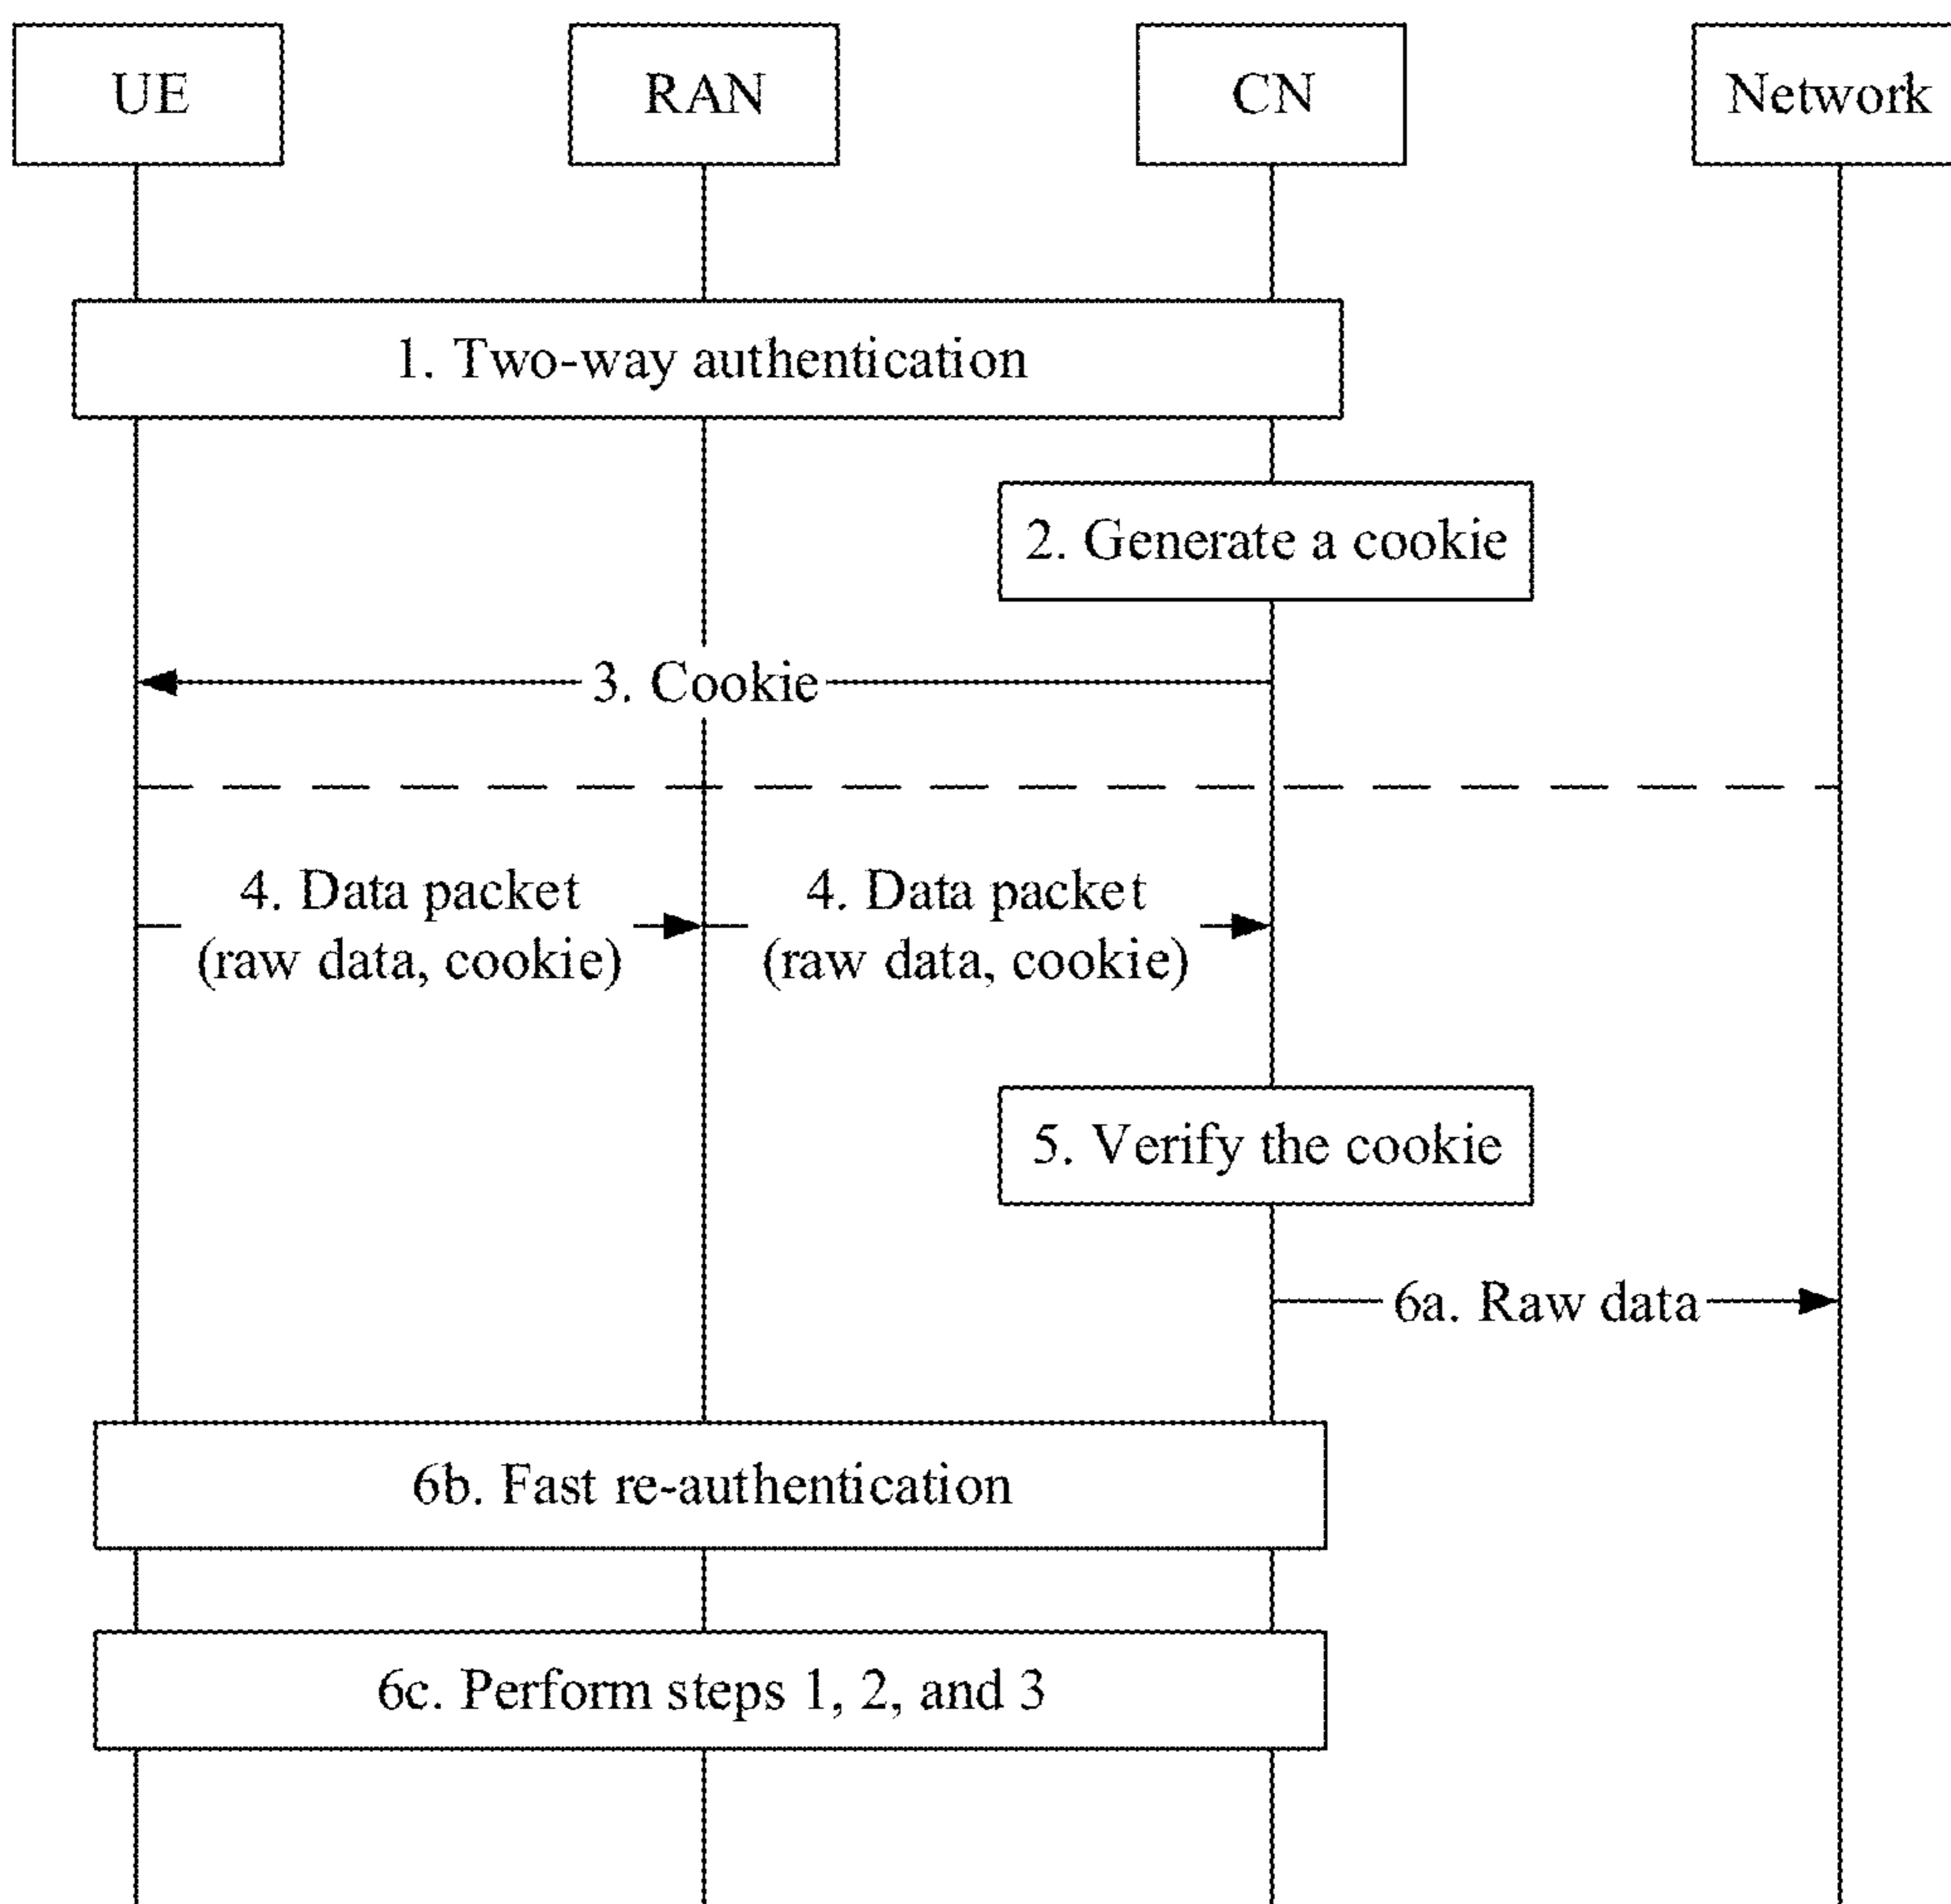 UE
RAN
CN
Network
1. Two-way authentication
2. Generate a cookie
3. Cookie
4. Data packet
(raw data, cookie)
4. Data packet
(raw data, cookie)
5. Verify the cookie
6a. Raw data
6b. Fast re-authentication
6c. Perform steps 1, 2, and 3